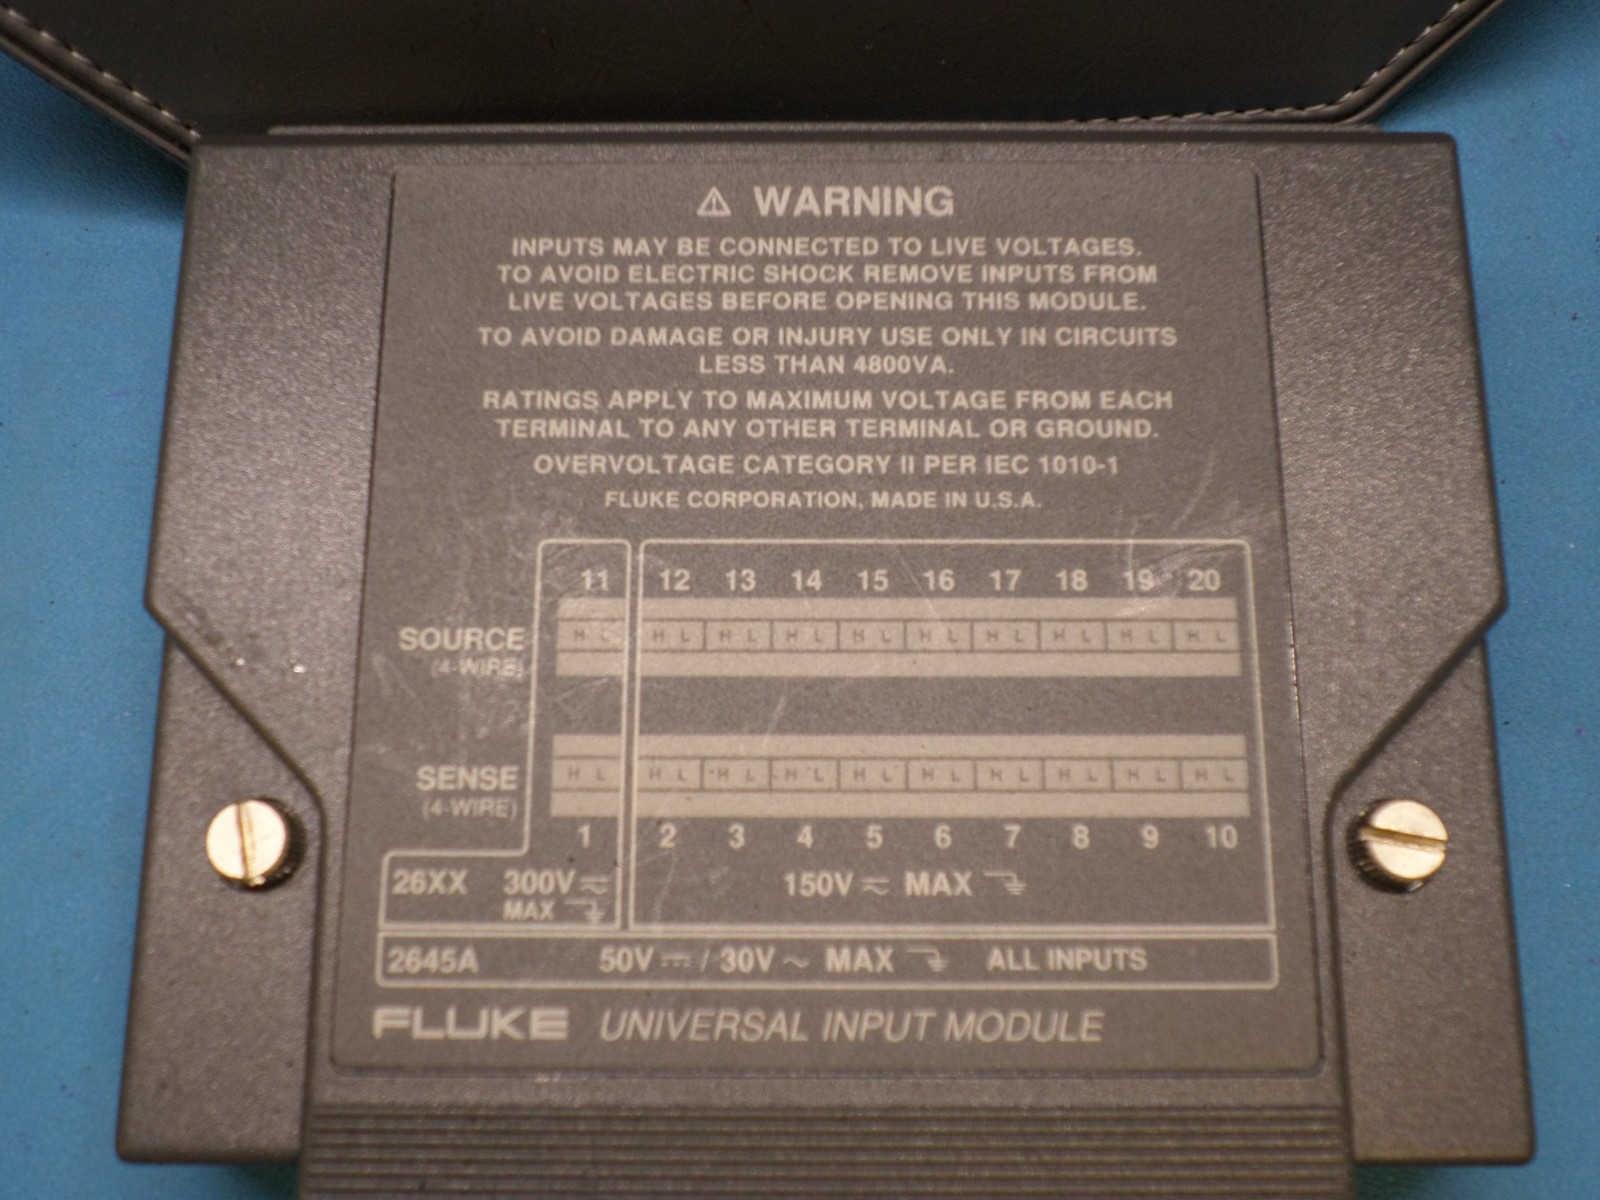 ⚠ WARNING
INPUTS MAY BE CONNECTED TO LIVE VOLTAGES.
TO AVOID ELECTRIC SHOCK REMOVE INPUTS FROM
LIVE VOLTAGES BEFORE OPENING THIS MODULE.
TO AVOID DAMAGE OR INJURY USE ONLY IN CIRCUITS
LESS THAN 4800VA.
RATINGS APPLY TO MAXIMUM VOLTAGE FROM EACH
TERMINAL TO ANY OTHER TERMINAL OR GROUND.
OVERVOLTAGE CATEGORY II PER IEC 1010-1
FLUKE CORPORATION, MADE IN U.S.A.
11 12 13 14 15 16 17 18 19 20
SOURCE H L H L H L H L H L H L H L H L H L H L
(4-WIRE)
SENSE H L H L H L H L H L H L H L H L H L H L
(4-WIRE)
1 2 3 4 5 6 7 8 9 10
26XX 300V 150V MAX
MAX
2645A 50V ⎓ / 30V ~ MAX ALL INPUTS
FLUKE UNIVERSAL INPUT MODULE